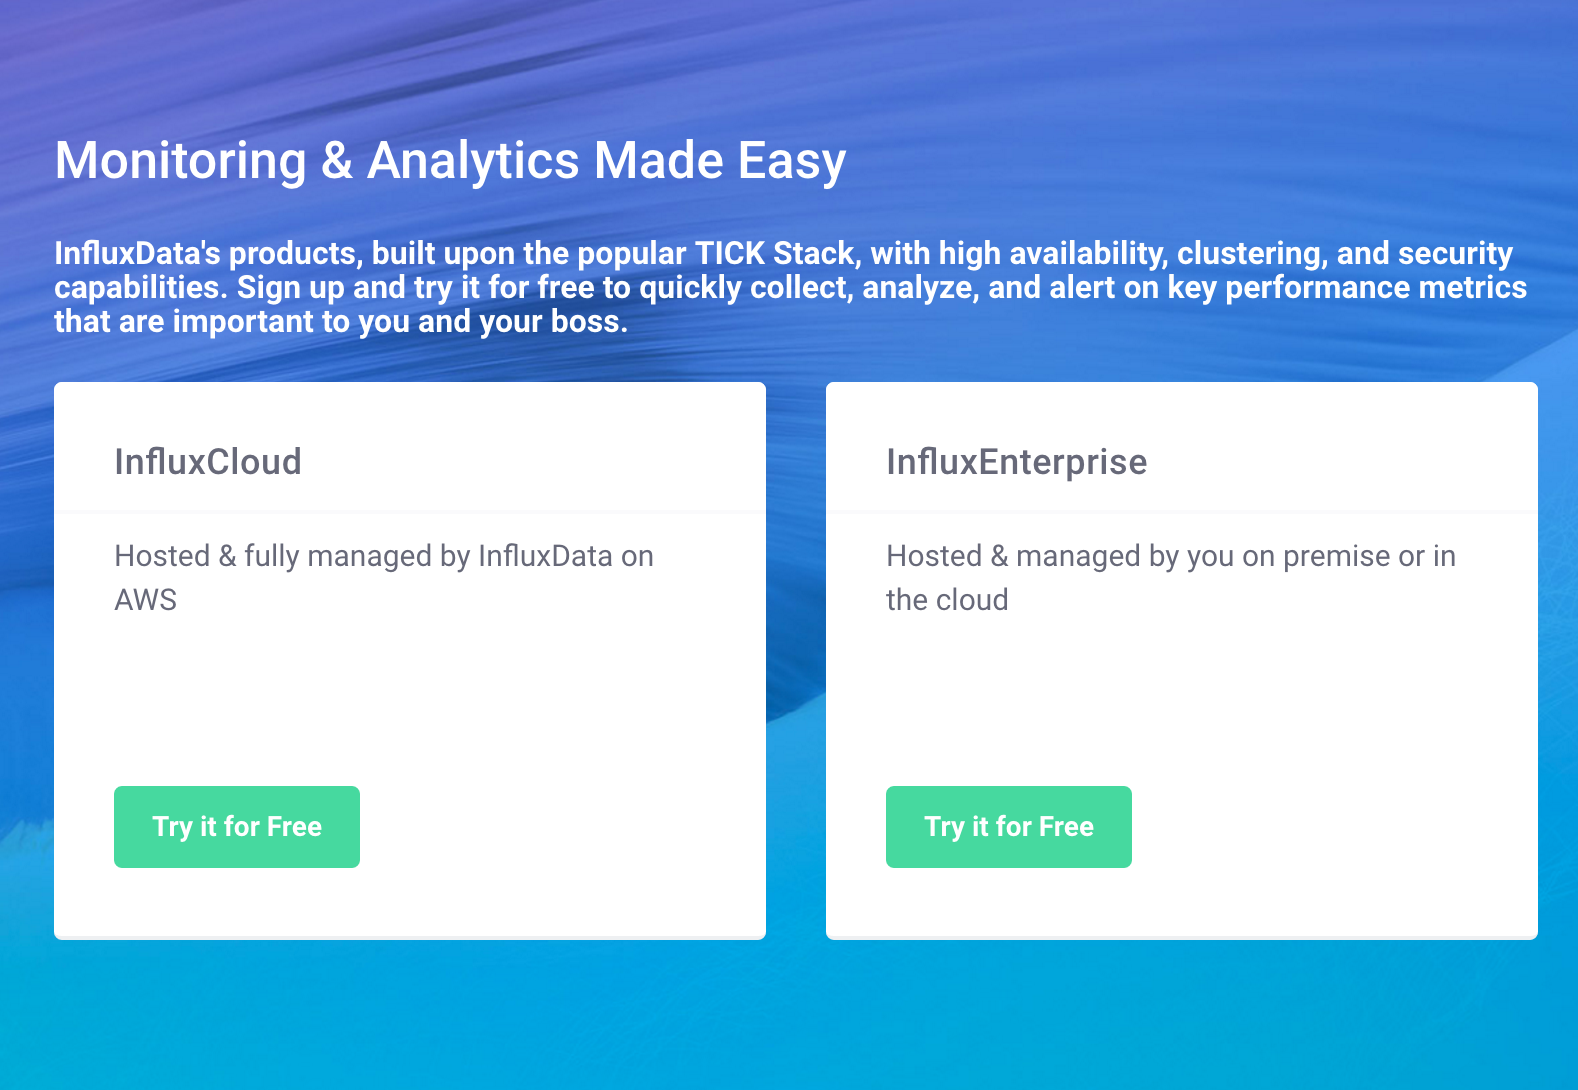 Monitoring & Analytics Made Easy
InfluxData's products, built upon the popular TICK Stack, with high availability, clustering, and security
capabilities. Sign up and try it for free to quickly collect, analyze, and alert on key performance metrics
that are important to you and your boss.
InfluxCloud
Hosted & fully managed by InfluxData on
AWS
Try it for Free
InfluxEnterprise
Hosted & managed by you on premise or in
the cloud
Try it for Free